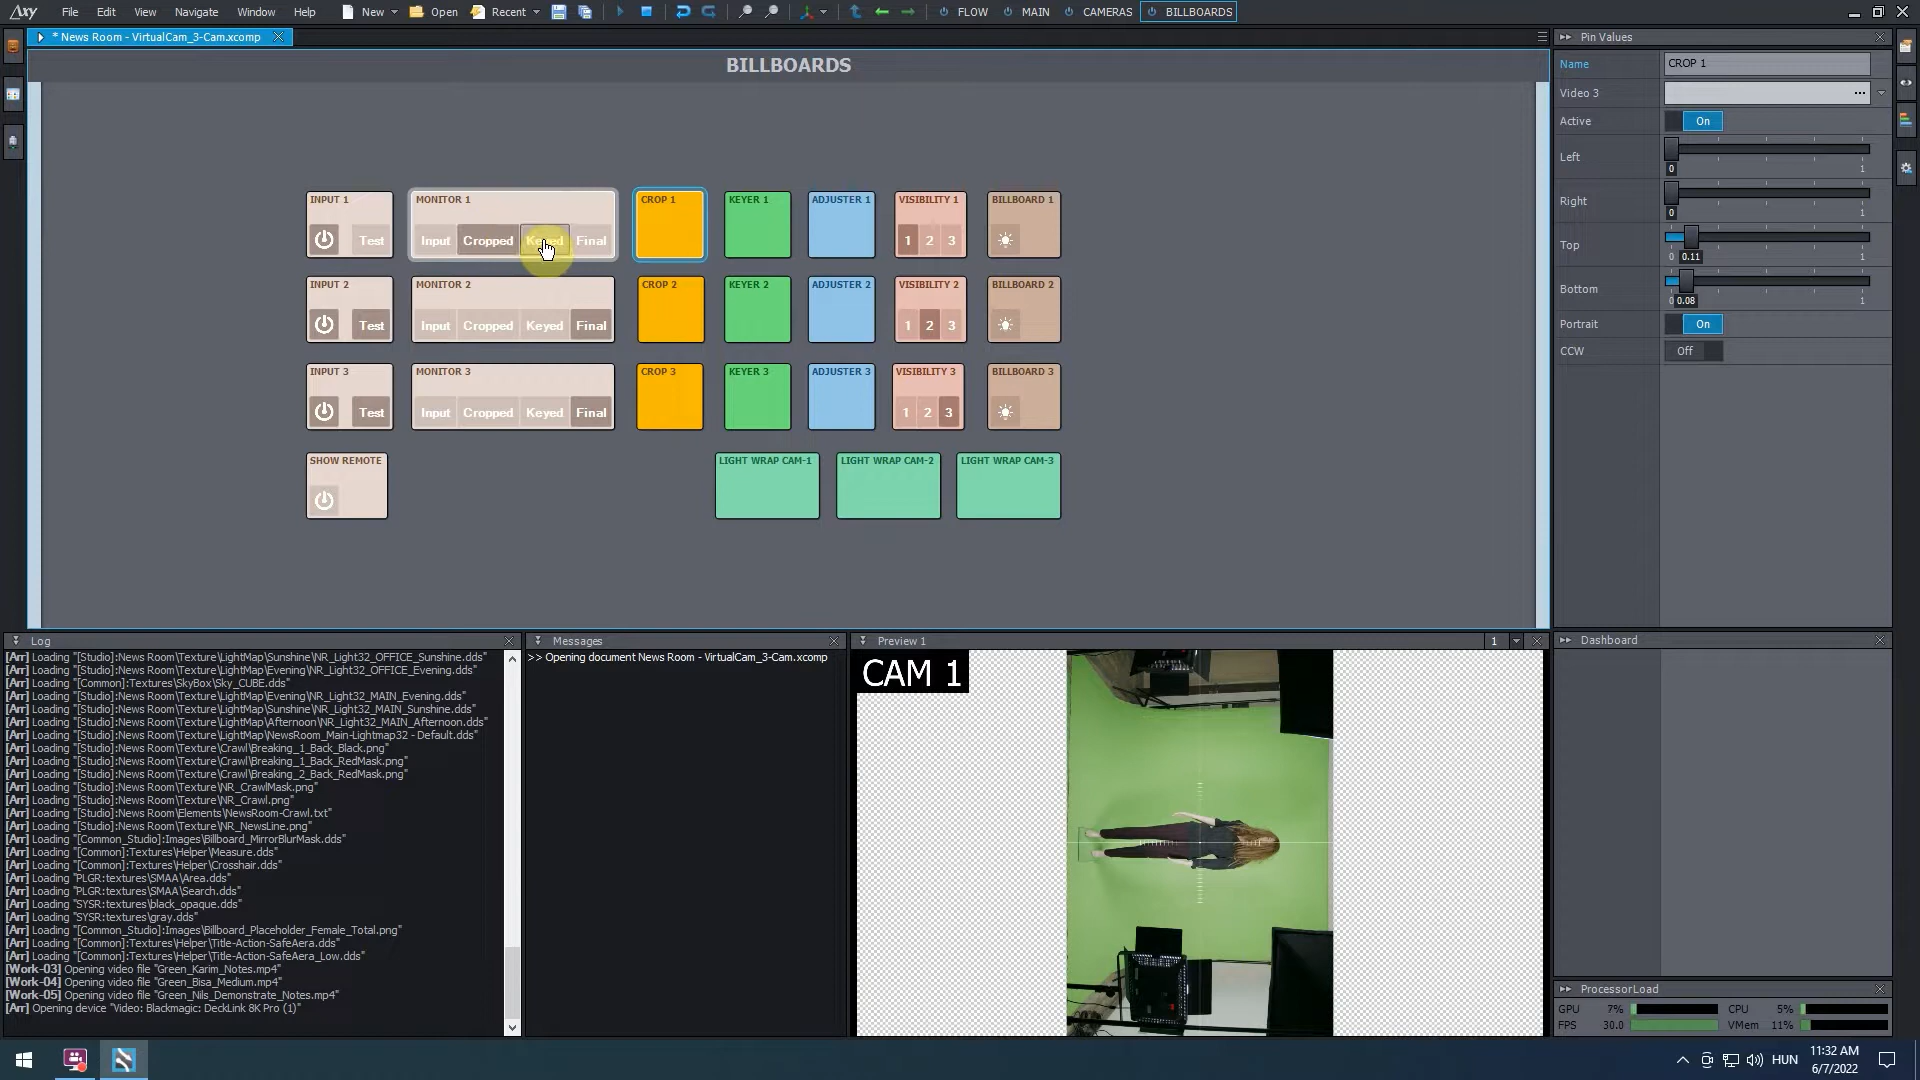 Axy File Edit View Navigate Window Help New Open Recent FLOW MAIN CAMERAS BILLBOARDS
* News Room - VirtualCam_3-Cam.xcomp
BILLBOARDS
INPUT 1 MONITOR 1 CROP 1 KEYER 1 ADJUSTER 1 VISIBILITY 1 BILLBOARD 1
Test Input Cropped Keyed Final 1 2 3
INPUT 2 MONITOR 2 CROP 2 KEYER 2 ADJUSTER 2 VISIBILITY 2 BILLBOARD 2
Test Input Cropped Keyed Final 1 2 3
INPUT 3 MONITOR 3 CROP 3 KEYER 3 ADJUSTER 3 VISIBILITY 3 BILLBOARD 3
Test Input Cropped Keyed Final 1 2 3
SHOW REMOTE LIGHT WRAP CAM-1 LIGHT WRAP CAM-2 LIGHT WRAP CAM-3
Pin Values
Name CROP 1
Video 3 ...
Active On
Left
0 1
Right
0 1
Top
0 0.11 1
Bottom
0 0.08 1
Portrait On
CCW Off
Log
[Arr] Loading "[Studio]:News Room\Texture\LightMap\Sunshine\NR_Light32_OFFICE_Sunshine.dds"
[Arr] Loading "[Studio]:News Room\Texture\LightMap\Evening\NR_Light32_OFFICE_Evening.dds"
[Arr] Loading "[Common]:Textures\SkyBox\Sky_CUBE.dds"
[Arr] Loading "[Studio]:News Room\Texture\LightMap\Evening\NR_Light32_MAIN_Evening.dds"
[Arr] Loading "[Studio]:News Room\Texture\LightMap\Sunshine\NR_Light32_MAIN_Sunshine.dds"
[Arr] Loading "[Studio]:News Room\Texture\LightMap\Afternoon\NR_Light32_MAIN_Afternoon.dds"
[Arr] Loading "[Studio]:News Room\Texture\LightMap\NewsRoom_Main-Lightmap32 - Default.dds"
[Arr] Loading "[Studio]:News Room\Texture\Crawl\Breaking_1_Back_Black.png"
[Arr] Loading "[Studio]:News Room\Texture\Crawl\Breaking_1_Back_RedMask.png"
[Arr] Loading "[Studio]:News Room\Texture\Crawl\Breaking_2_Back_RedMask.png"
[Arr] Loading "[Studio]:News Room\Texture\NR_CrawlMask.png"
[Arr] Loading "[Studio]:News Room\Texture\NR_Crawl.png"
[Arr] Loading "[Studio]:News Room\Elements\NewsRoom-Crawl.txt"
[Arr] Loading "[Studio]:News Room\Texture\NR_NewsLine.png"
[Arr] Loading "[Common_Studio]:Images\Billboard_MirrorBlurMask.dds"
[Arr] Loading "[Common]:Textures\Helper\Measure.dds"
[Arr] Loading "[Common]:Textures\Helper\Crosshair.dds"
[Arr] Loading "PLGR:textures\SMAA\Area.dds"
[Arr] Loading "PLGR:textures\SMAA\Search.dds"
[Arr] Loading "SYSR:textures\black_opaque.dds"
[Arr] Loading "SYSR:textures\gray.dds"
[Arr] Loading "[Common_Studio]:Images\Billboard_Placeholder_Female_Total.png"
[Arr] Loading "[Common]:Textures\Helper\Title-Action-SafeAera.dds"
[Arr] Loading "[Common]:Textures\Helper\Title-Action-SafeAera_Low.dds"
[Work-03] Opening video file "Green_Karim_Notes.mp4"
[Work-04] Opening video file "Green_Bisa_Medium.mp4"
[Work-05] Opening video file "Green_Nils_Demonstrate_Notes.mp4"
[Arr] Opening device "Video: Blackmagic: DeckLink 8K Pro (1)"
Messages
>> Opening document News Room - VirtualCam_3-Cam.xcomp
Preview 1 1
CAM 1
Dashboard
ProcessorLoad
GPU 7% CPU 5%
FPS 30.0 VMem 11%
HUN 11:32 AM
6/7/2022